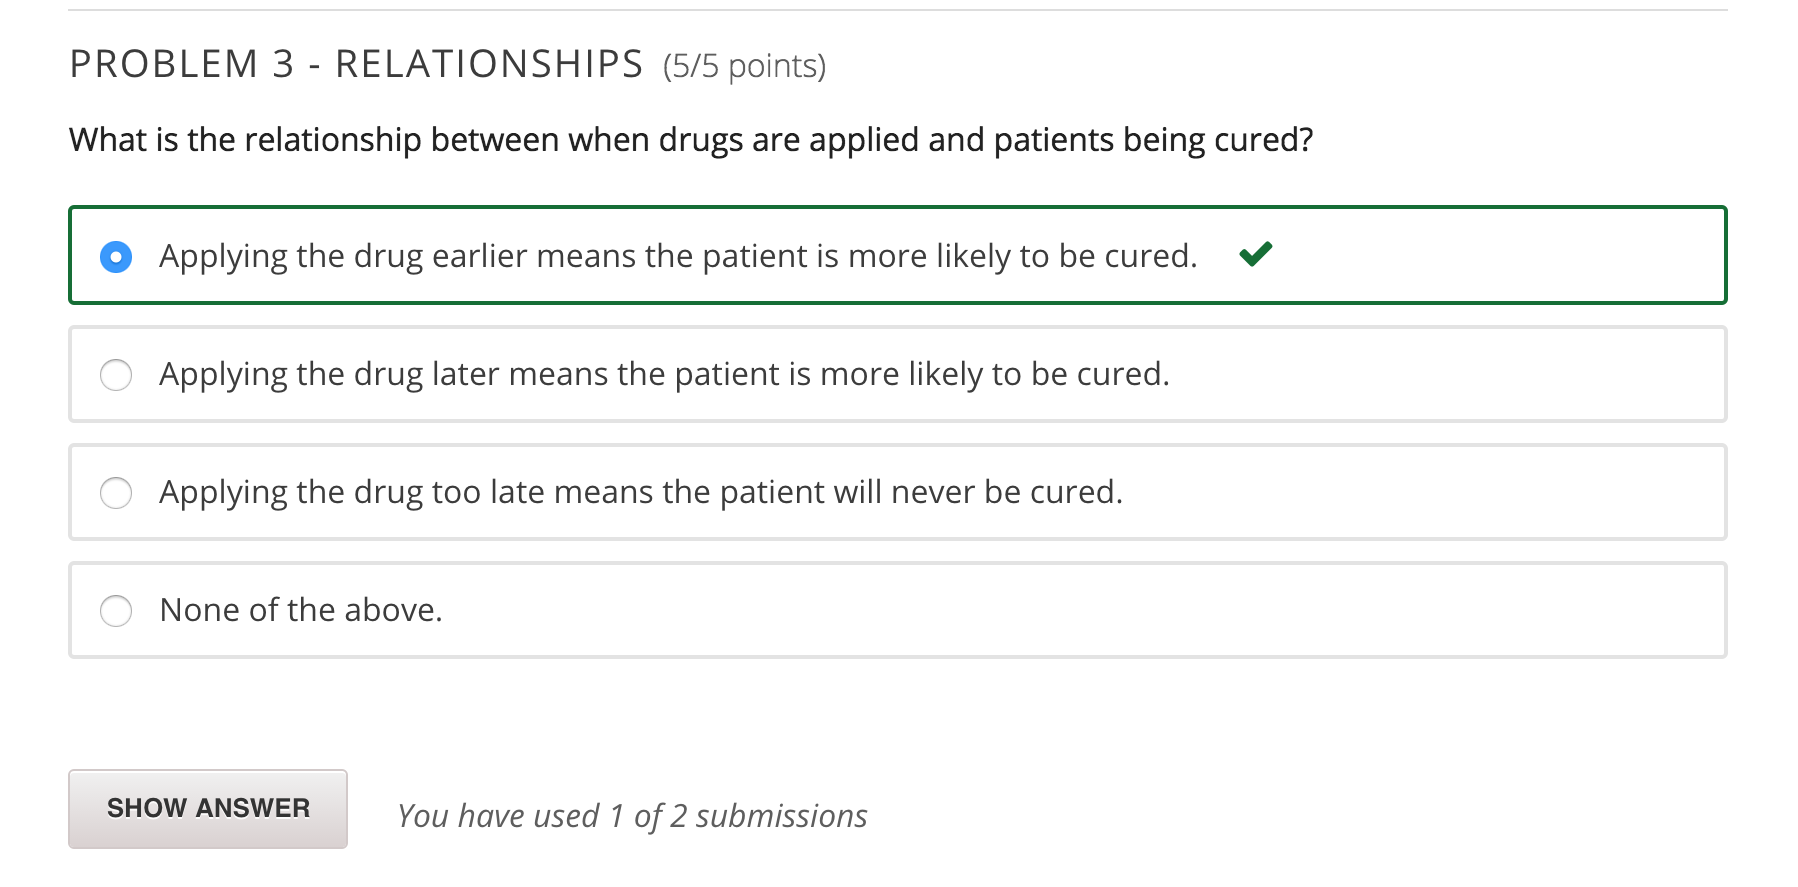 PROBLEM 3 - RELATIONSHIPS (5/5 points)
What is the relationship between when drugs are applied and patients being cured?
Applying the drug earlier means the patient is more likely to be cured.
Applying the drug later means the patient is more likely to be cured.
Applying the drug too late means the patient will never be cured.
None of the above.
SHOW ANSWER You have used 1 of 2 submissions